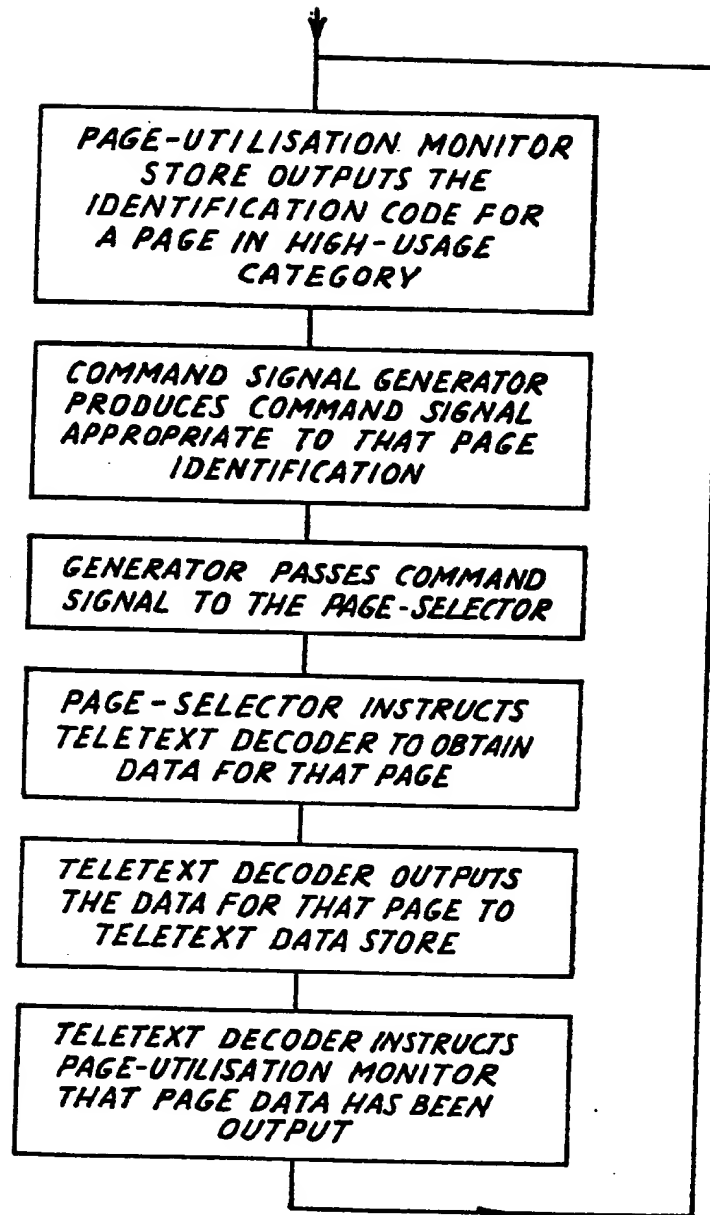 PAGE-UTILISATION MONITOR
STORE OUTPUTS THE
IDENTIFICATION CODE FOR
A PAGE IN HIGH-USAGE
CATEGORY
COMMAND SIGNAL GENERATOR
PRODUCES COMMAND SIGNAL
APPROPRIATE TO THAT PAGE
IDENTIFICATION
GENERATOR PASSES COMMAND
SIGNAL TO THE PAGE-SELECTOR
PAGE-SELECTOR INSTRUCTS
TELETEXT DECODER TO OBTAIN
DATA FOR THAT PAGE
TELETEXT DECODER OUTPUTS
THE DATA FOR THAT PAGE TO
TELETEXT DATA STORE
TELETEXT DECODER INSTRUCTS
PAGE-UTILISATION MONITOR
THAT PAGE DATA HAS BEEN
OUTPUT